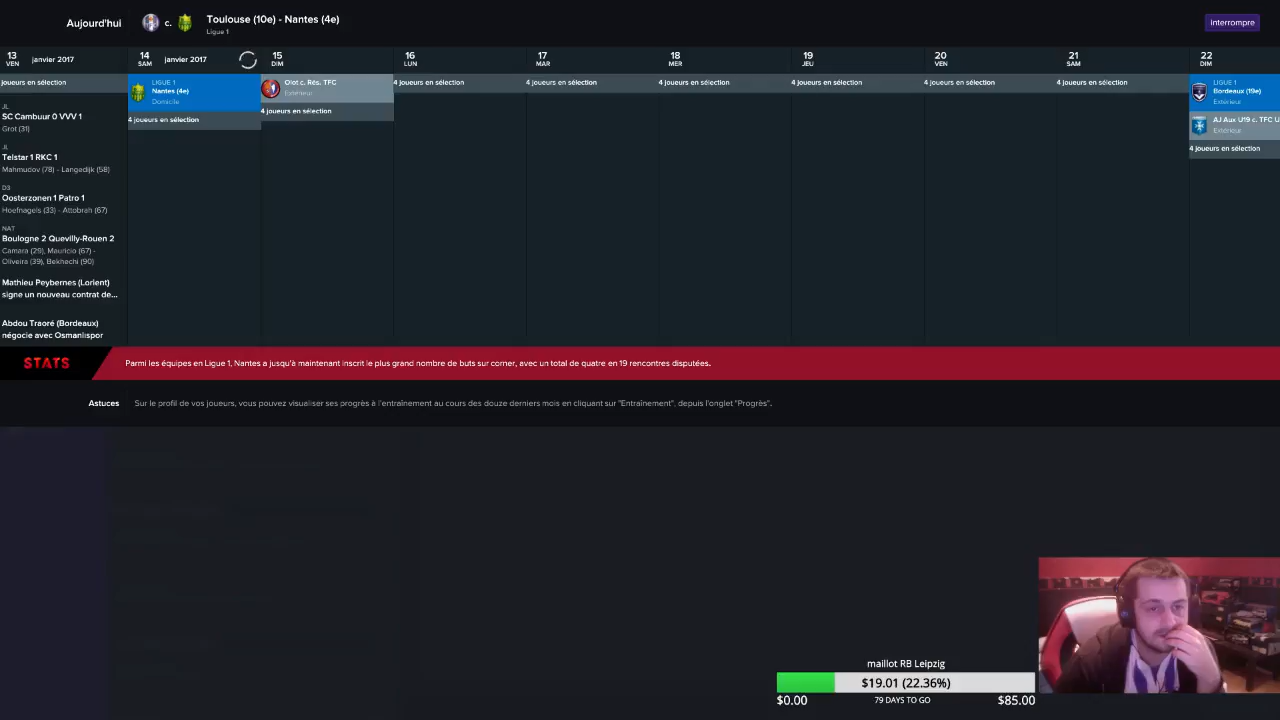 Aujourd'hui
c.
Toulouse (10e) - Nantes (4e)
Ligue 1
Interrompre
13
VEN
janvier 2017
14
SAM
janvier 2017
15
DIM
16
LUN
17
MAR
18
MER
19
JEU
20
VEN
21
SAM
22
DIM
joueurs en sélection
LIGUE 1
Nantes (4e)
Domicile
4 joueurs en sélection
Olot c. Rés. TFC
Extérieur
4 joueurs en sélection
4 joueurs en sélection
4 joueurs en sélection
4 joueurs en sélection
4 joueurs en sélection
4 joueurs en sélection
4 joueurs en sélection
LIGUE 1
Bordeaux (19e)
Extérieur
AJ Aux U19 c. TFC U
Extérieur
4 joueurs en sélection
JL
SC Cambuur 0 VVV 1
Grot (31)
JL
Telstar 1 RKC 1
Mahmudov (78) - Langedijk (58)
D3
Oosterzonen 1 Patro 1
Hoefnagels (33) - Attobrah (67)
NAT
Boulogne 2 Quevilly-Rouen 2
Camara (29), Mauricio (67) -
Oliveira (39), Bekhechi (90)
Mathieu Peybernes (Lorient)
signe un nouveau contrat de...
Abdou Traoré (Bordeaux)
négocie avec Osmanlıspor
STATS
Parmi les équipes en Ligue 1, Nantes a jusqu'à maintenant inscrit le plus grand nombre de buts sur corner, avec un total de quatre en 19 rencontres disputées.
Astuces
Sur le profil de vos joueurs, vous pouvez visualiser ses progrès à l'entraînement au cours des douze derniers mois en cliquant sur "Entraînement", depuis l'onglet "Progrès".
maillot RB Leipzig
$19.01 (22.36%)
$0.00
79 DAYS TO GO
$85.00